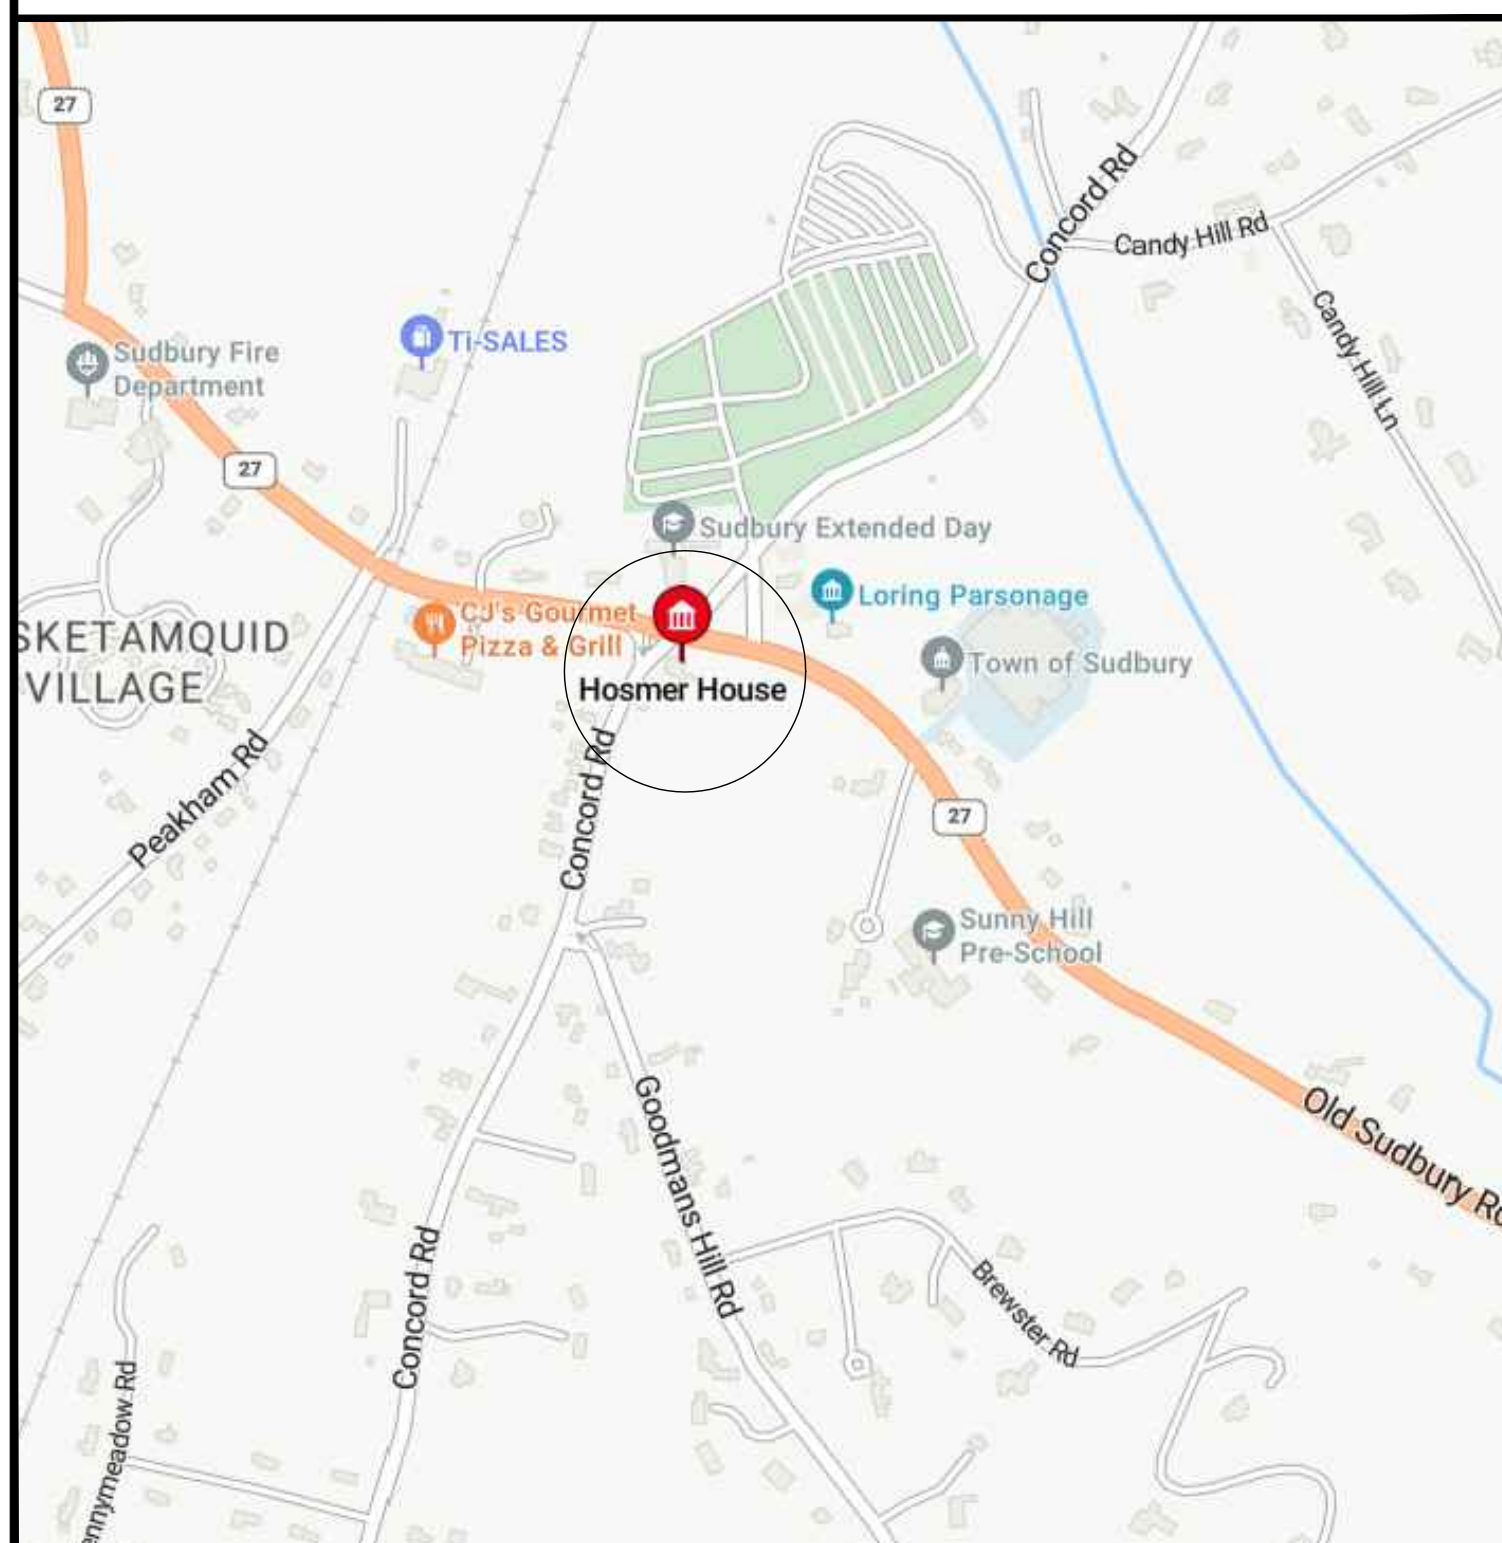 27
Concord Rd
Candy Hill Rd
Candy Hill Ln
Sudbury Fire
Department
Ti-SALES
27
Sudbury Extended Day
Loring Parsonage
CJ's Gourmet
Pizza & Grill
SKETAMQUID
VILLAGE
Town of Sudbury
Hosmer House
Peakham Rd
Concord Rd
27
Sunny Hill
Pre-School
Goodmans Hill Rd
Old Sudbury Ro
Concord Rd
Brewster Rd
ennymeadow Rd